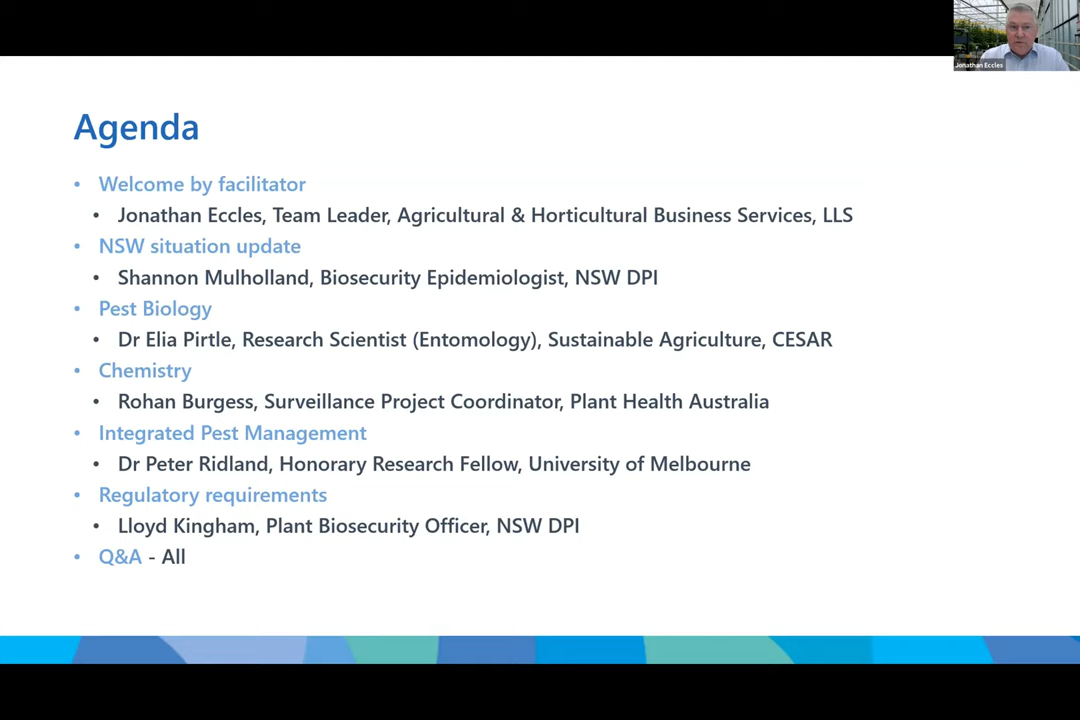 Jonathan Eccles
Agenda
• Welcome by facilitator
• Jonathan Eccles, Team Leader, Agricultural & Horticultural Business Services, LLS
• NSW situation update
• Shannon Mulholland, Biosecurity Epidemiologist, NSW DPI
• Pest Biology
• Dr Elia Pirtle, Research Scientist (Entomology), Sustainable Agriculture, CESAR
• Chemistry
• Rohan Burgess, Surveillance Project Coordinator, Plant Health Australia
• Integrated Pest Management
• Dr Peter Ridland, Honorary Research Fellow, University of Melbourne
• Regulatory requirements
• Lloyd Kingham, Plant Biosecurity Officer, NSW DPI
• Q&A - All